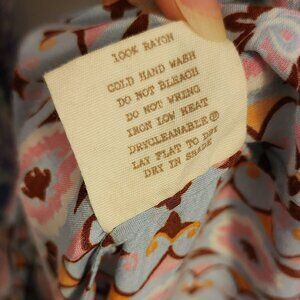 100% RAYON
COLD HAND WASH
DO NOT BLEACH
DO NOT WRING
IRON LOW HEAT
DRYCLEANABLE Ⓟ
LAY FLAT TO DRY
DRY IN SHADE